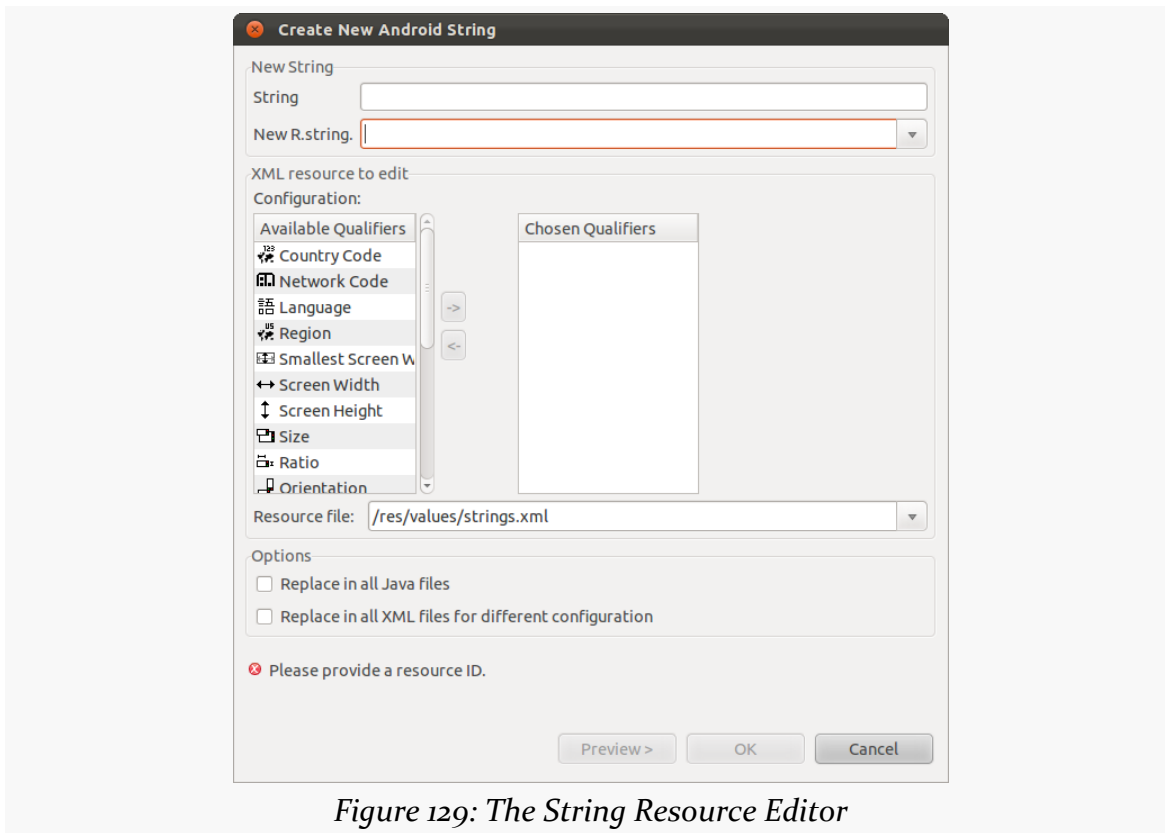 Create New Android String
New String
String
New R.string.
XML resource to edit
Configuration:
Available Qualifiers
Chosen Qualifiers
Country Code
Network Code
Language
Region
Smallest Screen W
Screen Width
Screen Height
Size
Ratio
Orientation
->
<-
Resource file: /res/values/strings.xml
Options
Replace in all Java files
Replace in all XML files for different configuration
Please provide a resource ID.
Preview > OK Cancel
Figure 129: The String Resource Editor